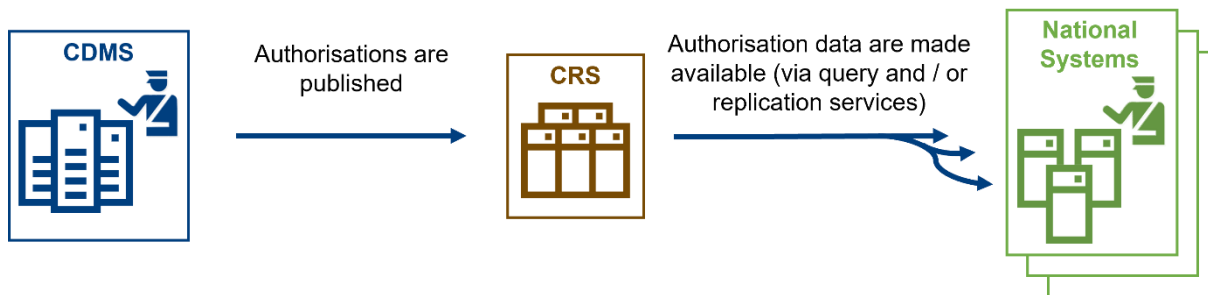 CDMS
Authorisations are
published
CRS
Authorisation data are made
available (via query and / or
replication services)
National
Systems